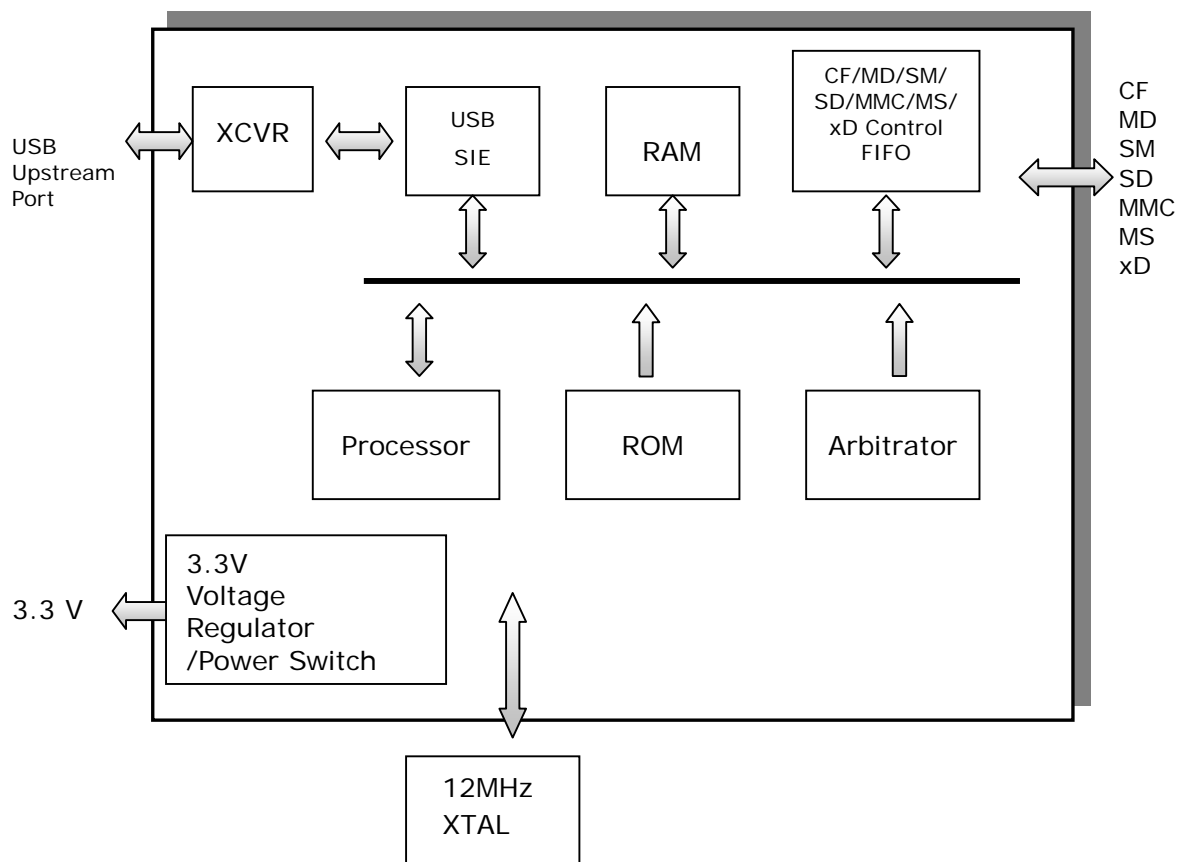 USB
Upstream
Port
XCVR
USB
SIE
RAM
CF/MD/SM/
SD/MMC/MS/
xD Control
FIFO
CF
MD
SM
SD
MMC
MS
xD
Processor
ROM
Arbitrator
3.3 V
3.3V
Voltage
Regulator
/Power Switch
12MHz
XTAL